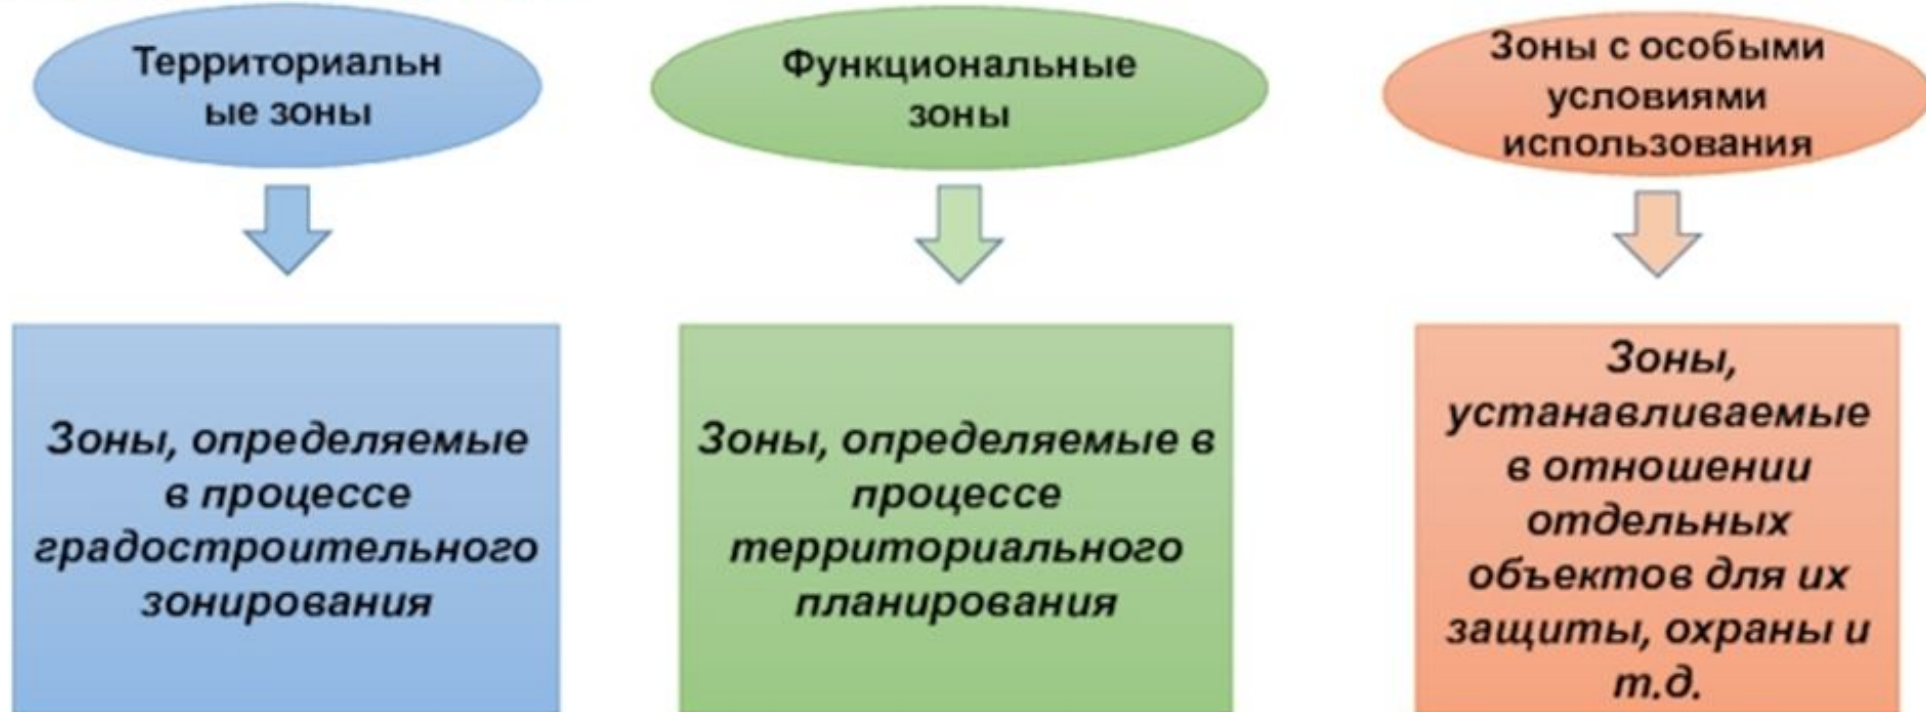 Территориальн
ые зоны
Функциональные
зоны
Зоны с особыми
условиями
использования
Зоны, определяемые
в процессе
градостроительного
зонирования
Зоны, определяемые в
процессе
территориального
планирования
Зоны,
устанавливаемые
в отношении
отдельных
объектов для их
защиты, охраны и
т.д.